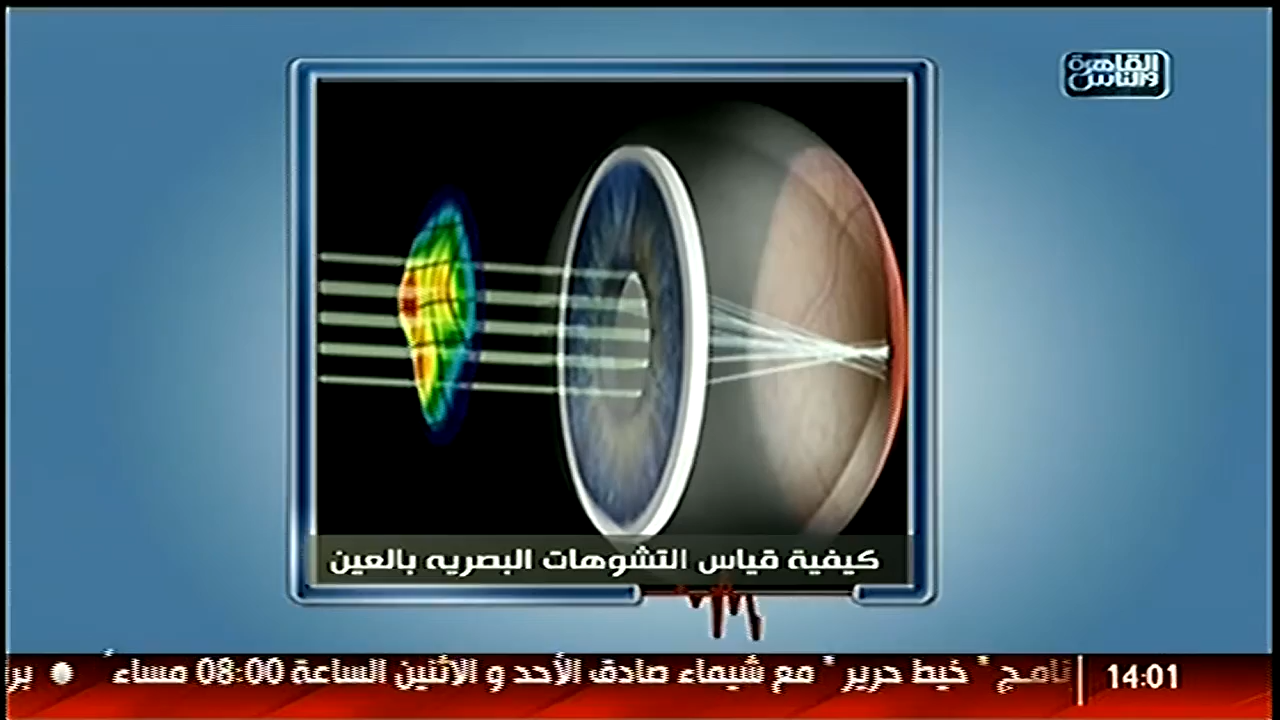 القاهرة
والناس
كيفية قياس التشوهات البصريه بالعين
14:01
نامج " خيط حرير " مع شيماء صادق الأحد و الاثنين الساعة 08:00 مساءً ● بر